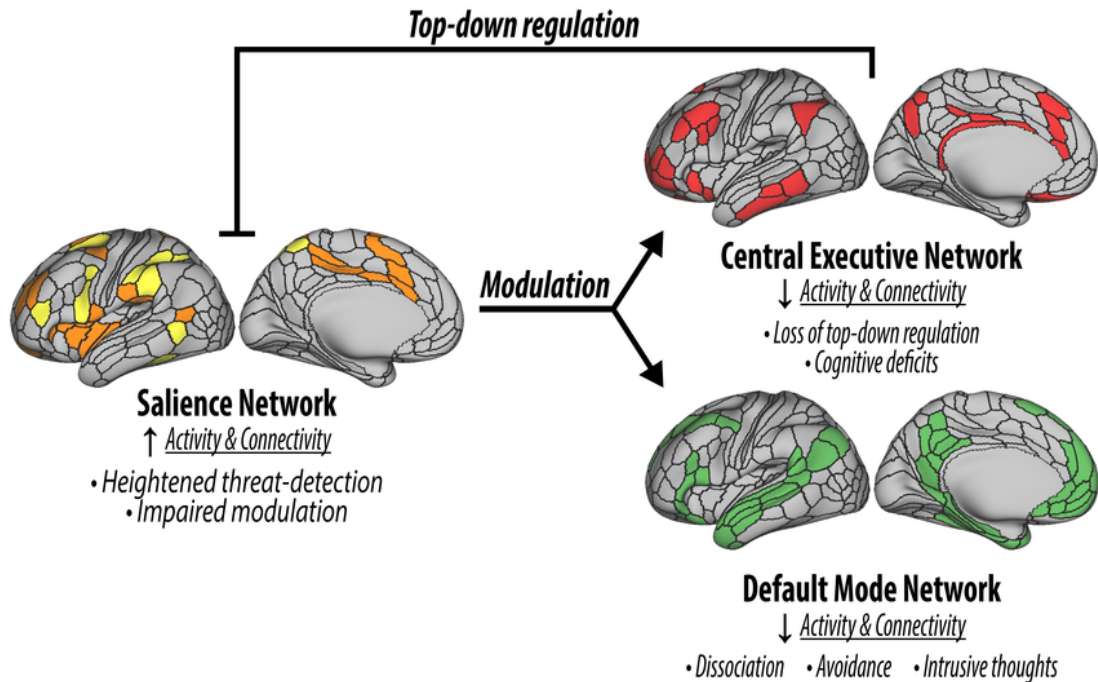 Top-down regulation
Modulation
Salience Network
↑ Activity & Connectivity
• Heightened threat-detection
• Impaired modulation
Central Executive Network
↓ Activity & Connectivity
• Loss of top-down regulation
• Cognitive deficits
Default Mode Network
↓ Activity & Connectivity
• Dissociation • Avoidance • Intrusive thoughts